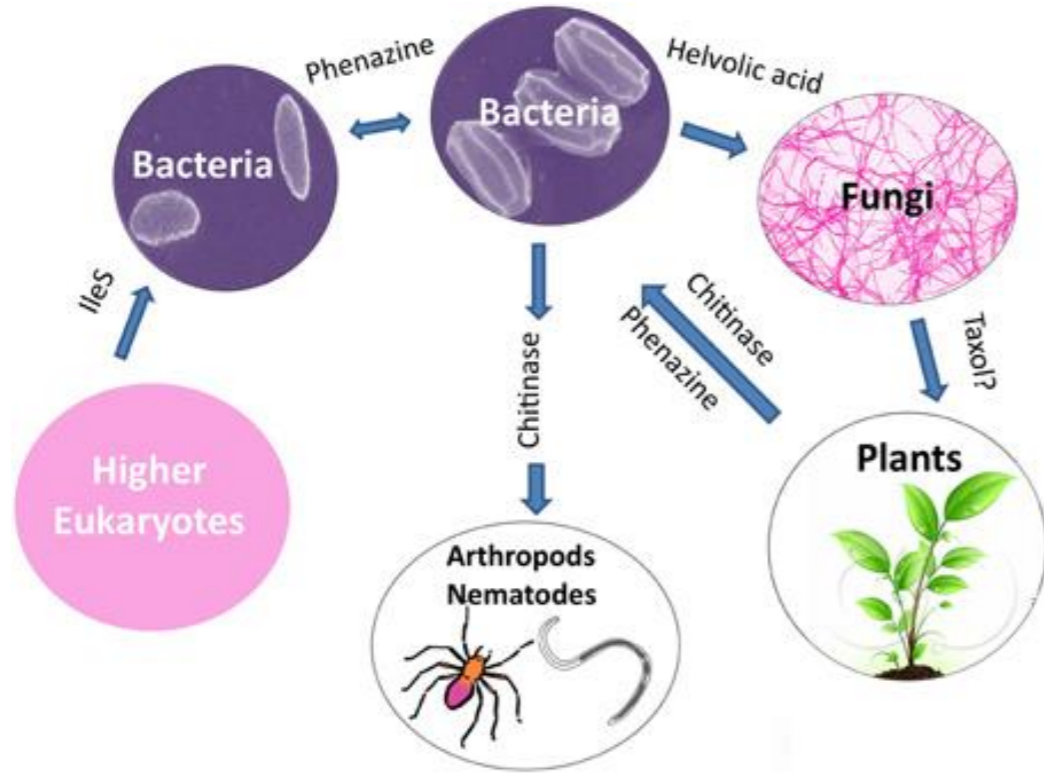 Phenazine
Helvolic acid
Bacteria
Bacteria
Fungi
IleS
Chitinase
Phenazine
Chitinase
Taxol?
Higher
Eukaryotes
Plants
Arthropods
Nematodes